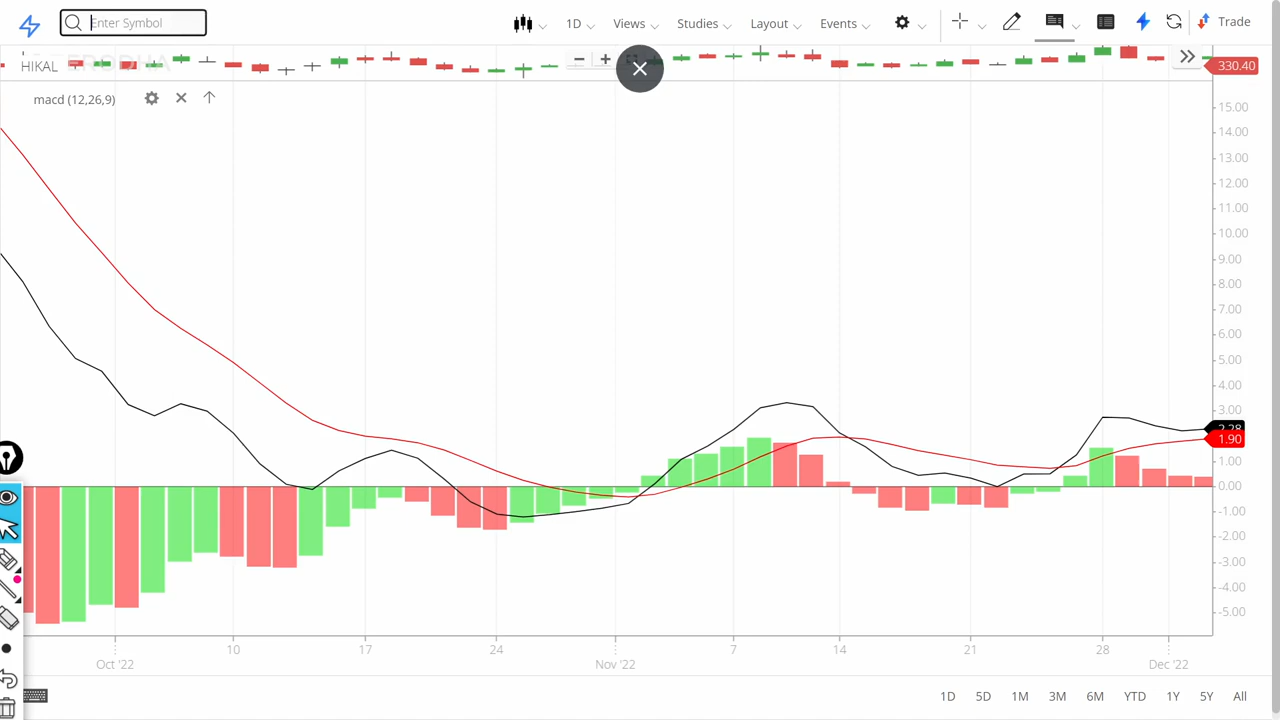 Enter Symbol
1D
Views
Studies
Layout
Events
Trade
HIKAL
330.40
macd (12,26,9)
15.00
14.00
13.00
12.00
11.00
10.00
9.00
8.00
7.00
6.00
5.00
4.00
3.00
2.28
1.90
1.00
0.00
-1.00
-2.00
-3.00
-4.00
-5.00
10
17
24
7
14
21
28
Oct '22
Nov '22
Dec '22
1D
5D
1M
3M
6M
YTD
1Y
5Y
All